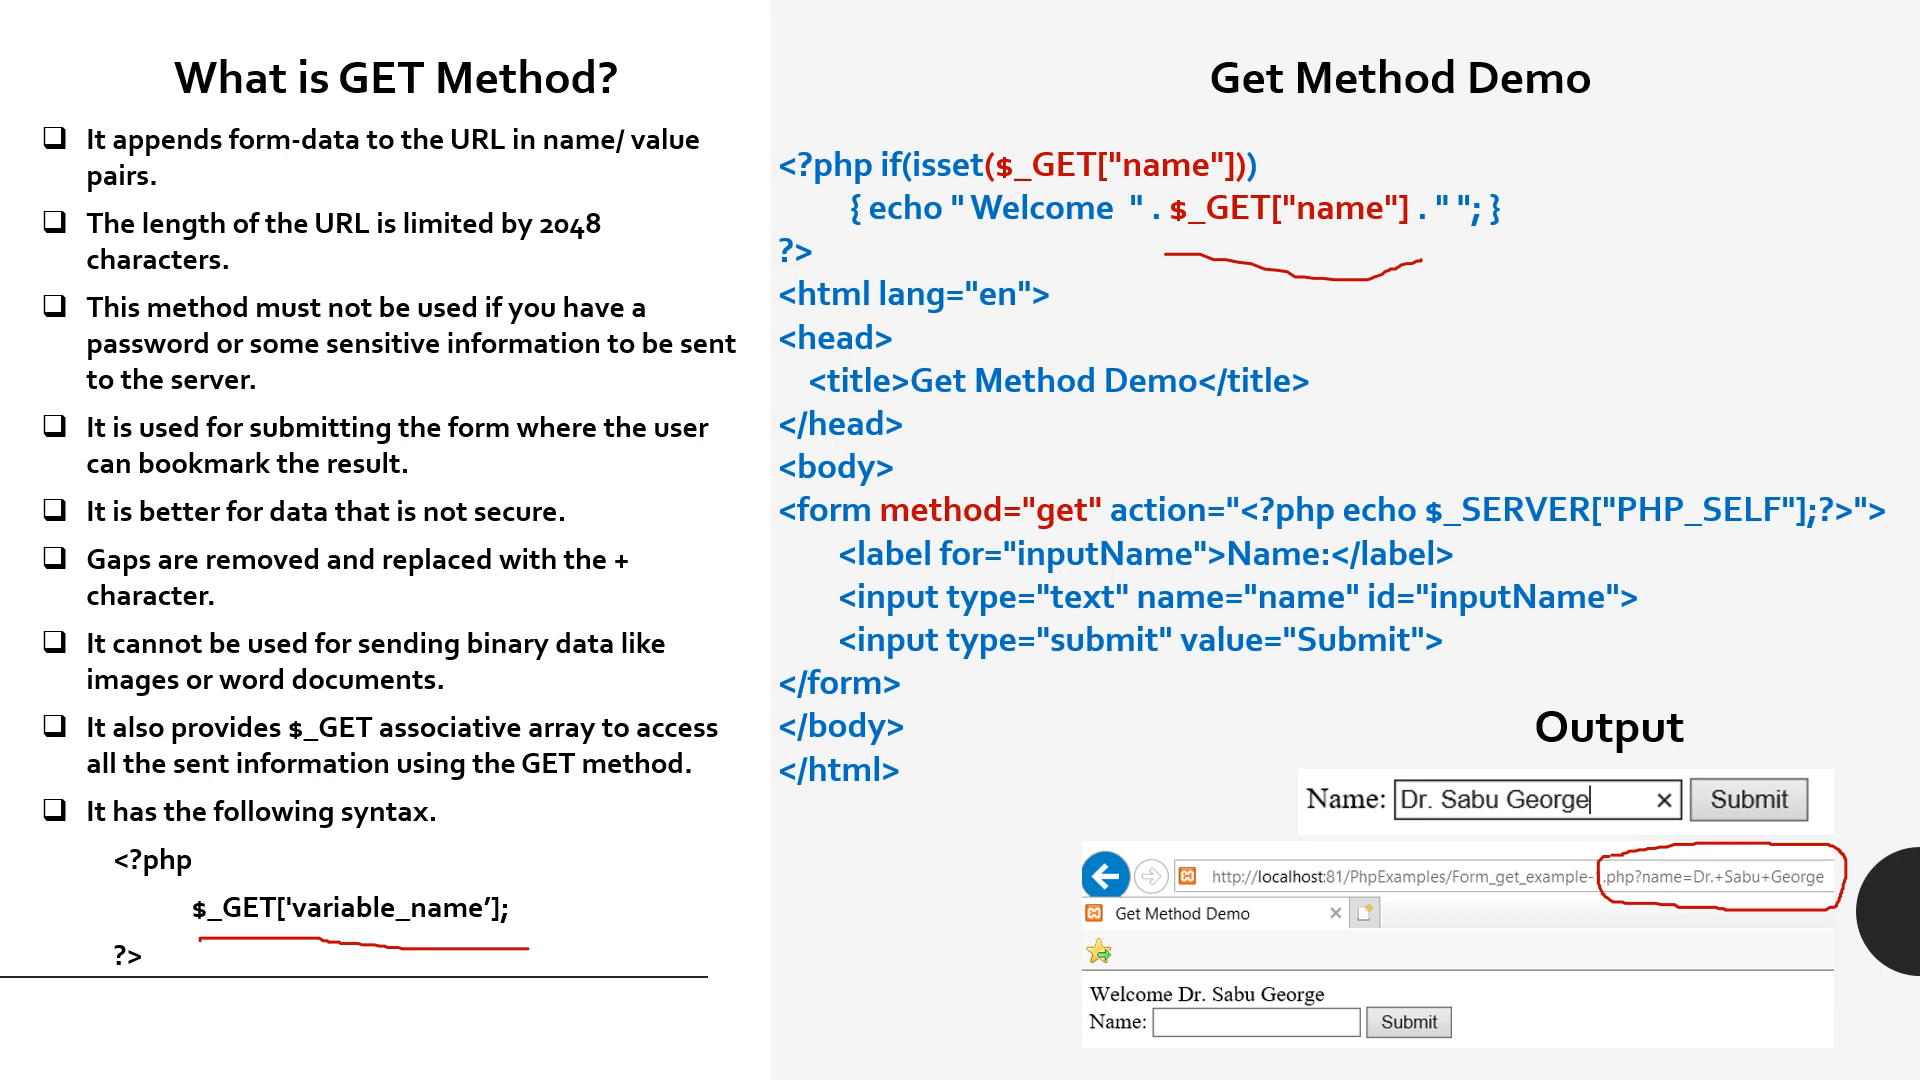 What is GET Method?
It appends form-data to the URL in name/ value
pairs.
The length of the URL is limited by 2048
characters.
This method must not be used if you have a
password or some sensitive information to be sent
to the server.
It is used for submitting the form where the user
can bookmark the result.
It is better for data that is not secure.
Gaps are removed and replaced with the +
character.
It cannot be used for sending binary data like
images or word documents.
It also provides $_GET associative array to access
all the sent information using the GET method.
It has the following syntax.
<?php
$_GET['variable_name’];
?>
Get Method Demo
<?php if(isset($_GET["name"]))
{ echo " Welcome  " . $_GET["name"] . " "; }
?>
<html lang="en">
<head>
<title>Get Method Demo</title>
</head>
<body>
<form method="get" action="<?php echo $_SERVER["PHP_SELF"];?>">
<label for="inputName">Name:</label>
<input type="text" name="name" id="inputName">
<input type="submit" value="Submit">
</form>
</body>
</html>
Output
Name: Dr. Sabu George × Submit
http://localhost:81/PhpExamples/Form_get_example-1.php?name=Dr.+Sabu+George
Get Method Demo ×
Welcome Dr. Sabu George
Name: Submit